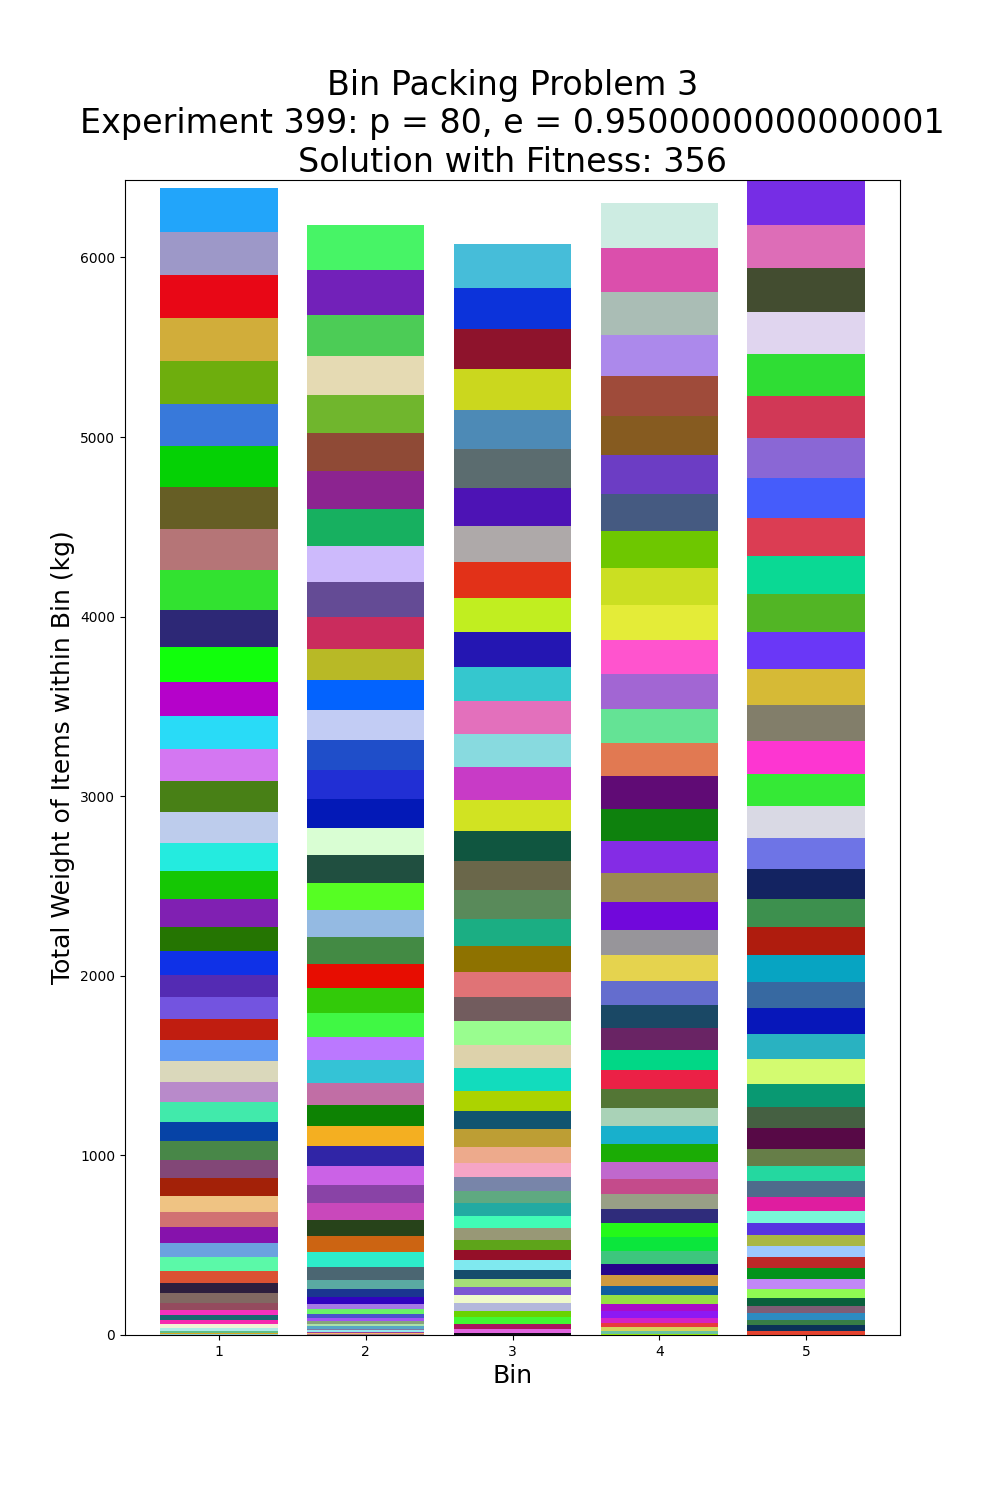 Bin Packing Problem 3
Experiment 399: p = 80, e = 0.9500000000000001
Solution with Fitness: 356
Total Weight of Items within Bin (kg)
6000
5000
4000
3000
2000
1000
0
1 2 3 4 5
Bin